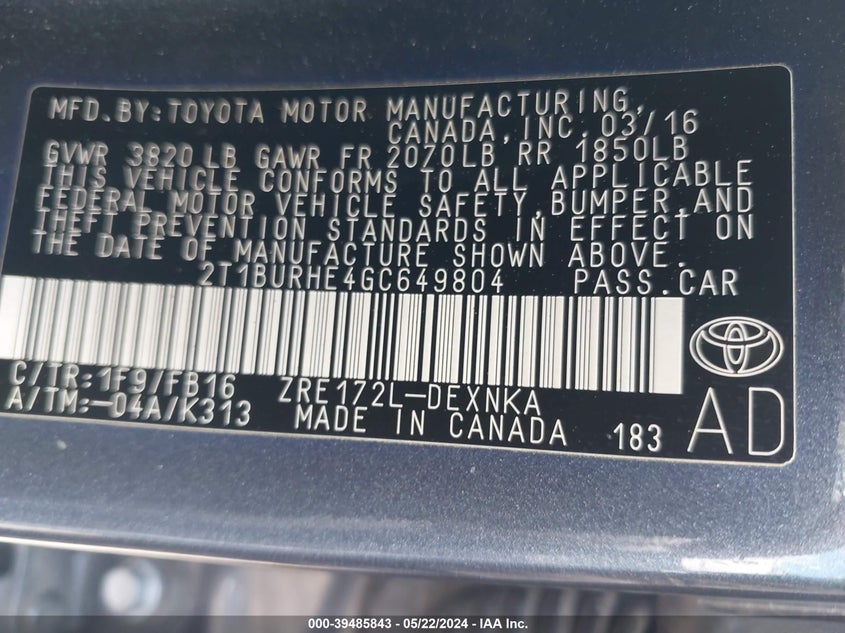 MFD.BY:TOYOTA MOTOR MANUFACTURING,
CANADA,INC. 03/16
GVWR 3820 LB GAWR FR 2070LB RR 1850LB
THIS VEHICLE CONFORMS TO ALL APPLICABLE
FEDERAL MOTOR VEHICLE SAFETY,BUMPER,AND
THEFT PREVENTION STANDARDS IN EFFECT ON
THE DATE OF MANUFACTURE SHOWN ABOVE.
2T1BURHE4GC649804 PASS.CAR
C/TR:1F9/FB16 ZRE172L-DEXNKA
A/TM:-04A/K313 MADE IN CANADA 183 AD
000-39485843 - 05/22/2024 - IAA Inc.